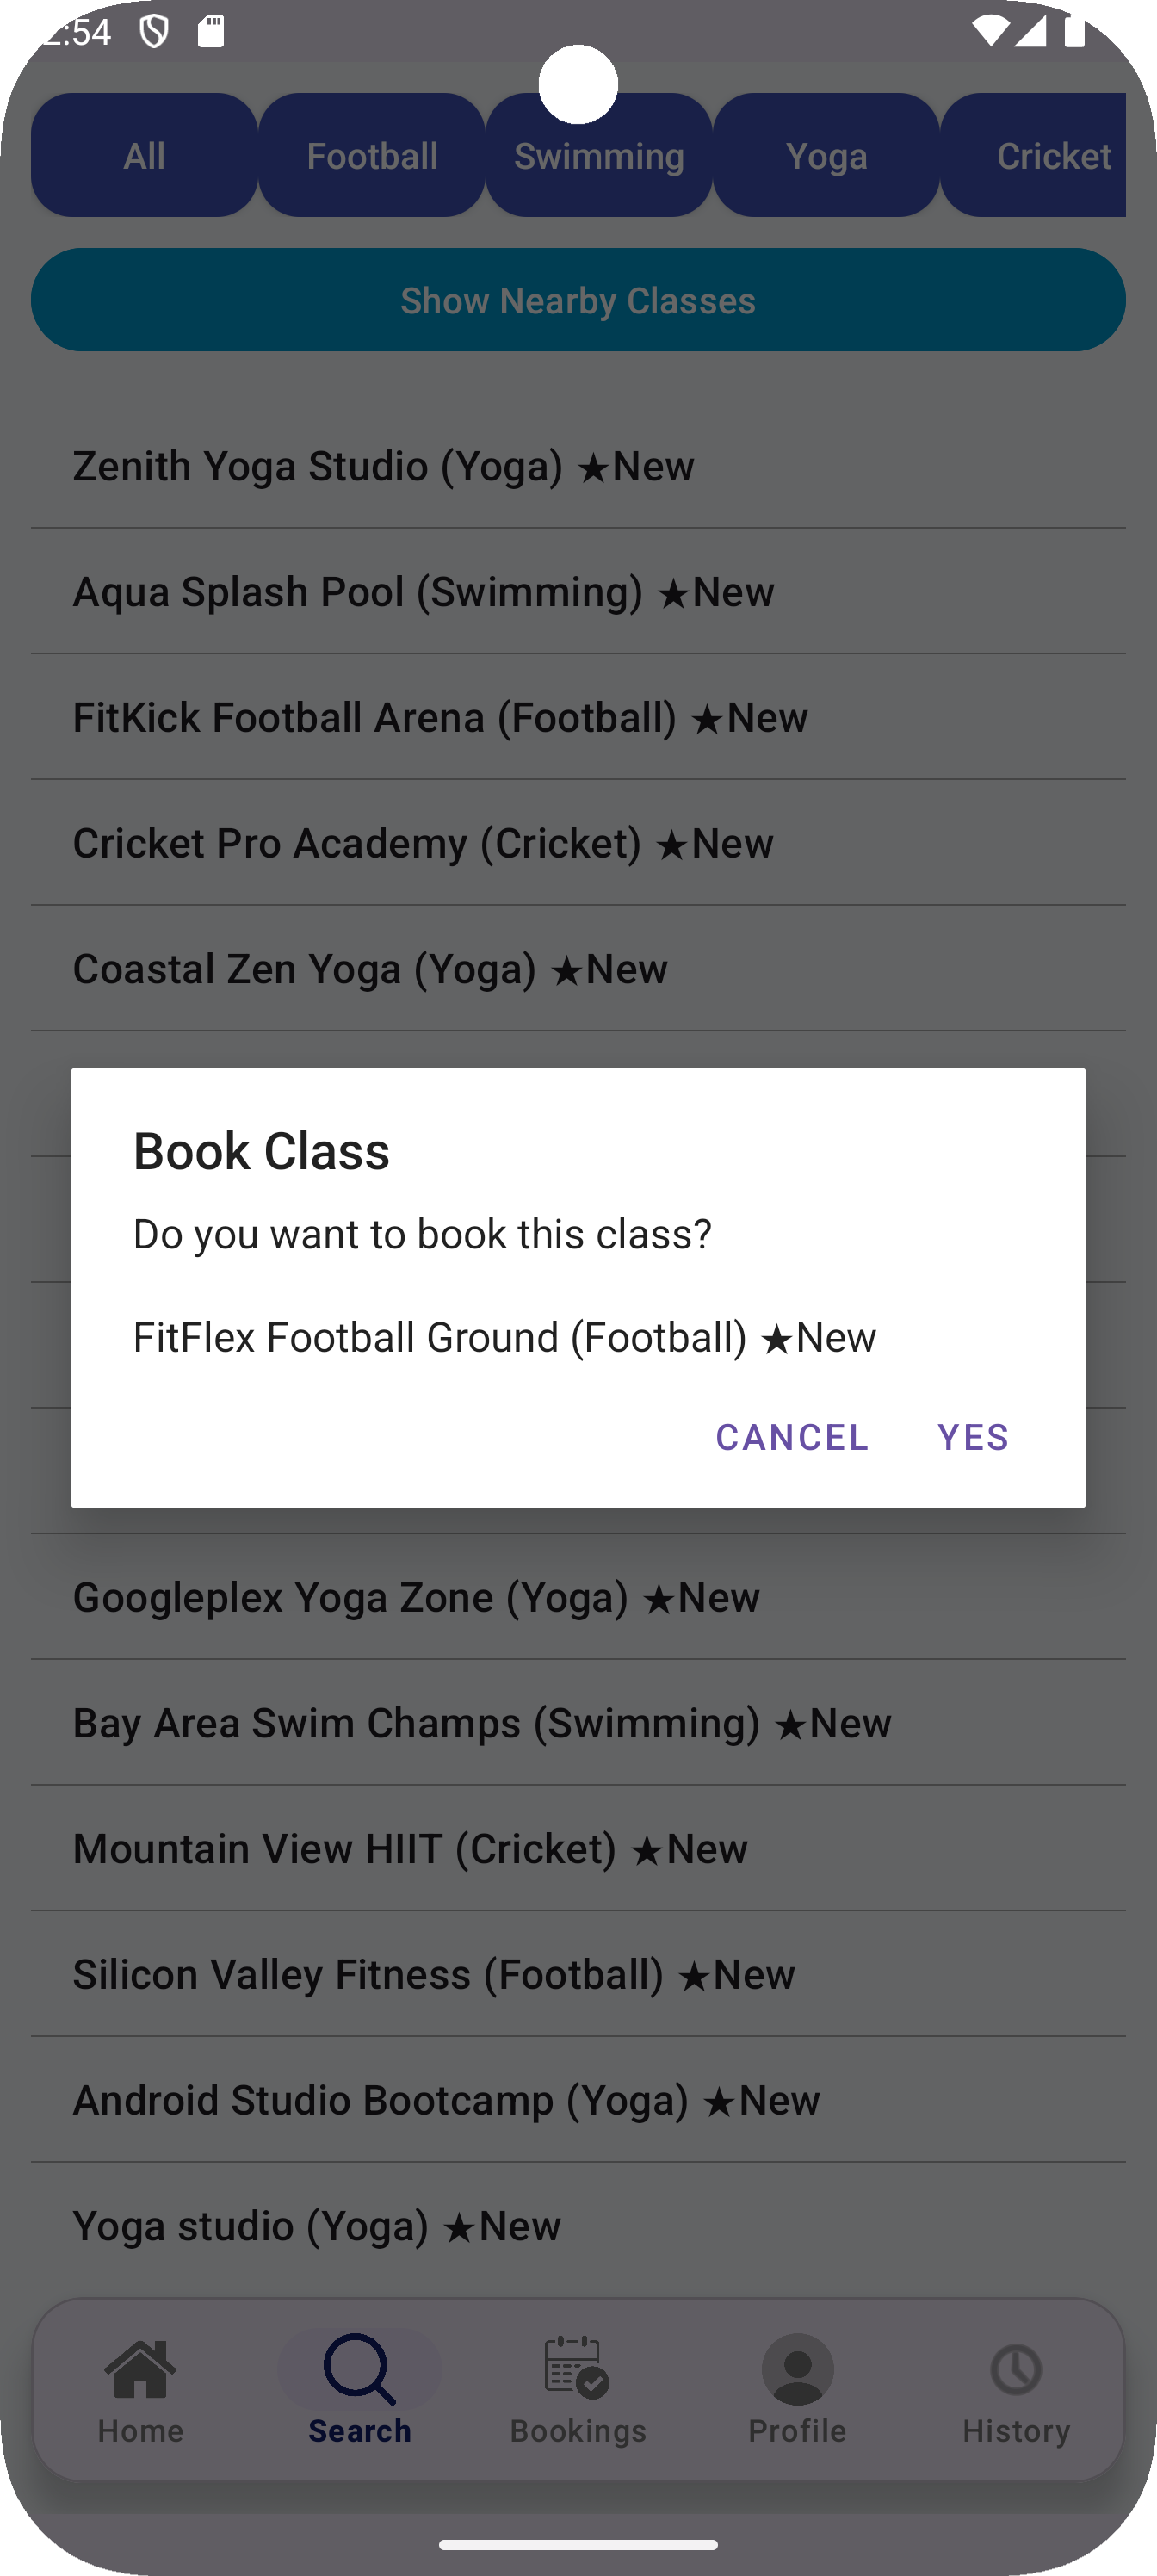 :54
All Football Swimming Yoga Cricket
Show Nearby Classes
Zenith Yoga Studio (Yoga) ★New
Aqua Splash Pool (Swimming) ★New
FitKick Football Arena (Football) ★New
Cricket Pro Academy (Cricket) ★New
Coastal Zen Yoga (Yoga) ★New
Book Class
Do you want to book this class?
FitFlex Football Ground (Football) ★New
CANCEL YES
Googleplex Yoga Zone (Yoga) ★New
Bay Area Swim Champs (Swimming) ★New
Mountain View HIIT (Cricket) ★New
Silicon Valley Fitness (Football) ★New
Android Studio Bootcamp (Yoga) ★New
Yoga studio (Yoga) ★New
Home Search Bookings Profile History